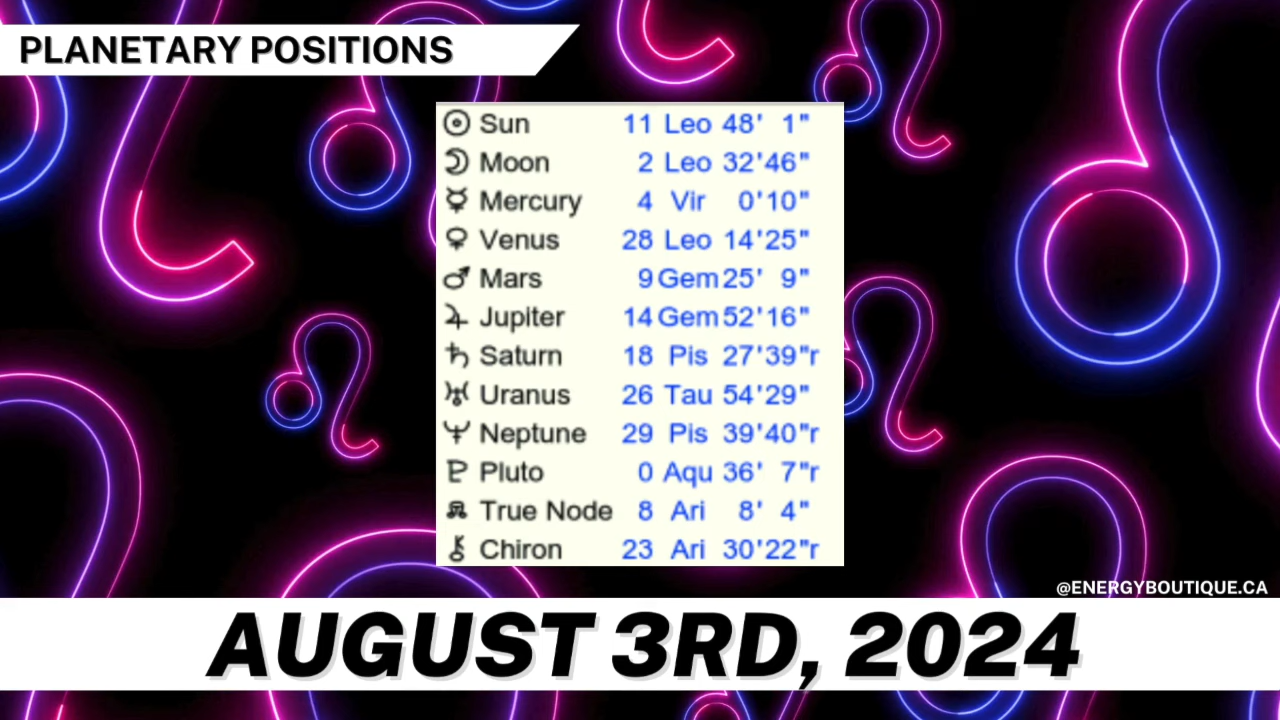 PLANETARY POSITIONS
Sun 11 Leo 48' 1"
Moon 2 Leo 32'46"
Mercury 4 Vir 0'10"
Venus 28 Leo 14'25"
Mars 9 Gem 25' 9"
Jupiter 14 Gem 52'16"
Saturn 18 Pis 27'39"r
Uranus 26 Tau 54'29"
Neptune 29 Pis 39'40"r
Pluto 0 Aqu 36' 7"r
True Node 8 Ari 8' 4"
Chiron 23 Ari 30'22"r
@ENERGYBOUTIQUE.CA
AUGUST 3RD, 2024